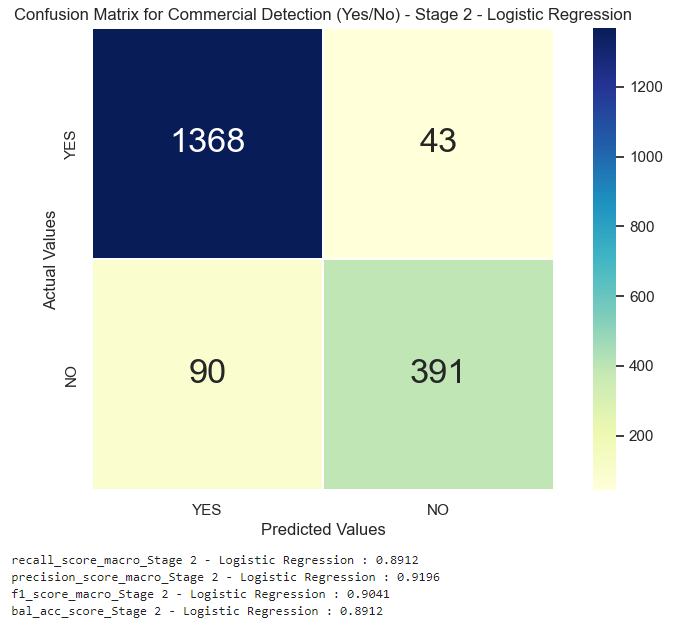 Confusion Matrix for Commercial Detection (Yes/No) - Stage 2 - Logistic Regression
YES
1368
43
1200
1000
800
Actual Values
600
NO
90
391
400
200
YES
NO
Predicted Values
recall_score_macro_Stage 2 - Logistic Regression : 0.8912
precision_score_macro_Stage 2 - Logistic Regression : 0.9196
f1_score_macro_Stage 2 - Logistic Regression : 0.9041
bal_acc_score_Stage 2 - Logistic Regression : 0.8912